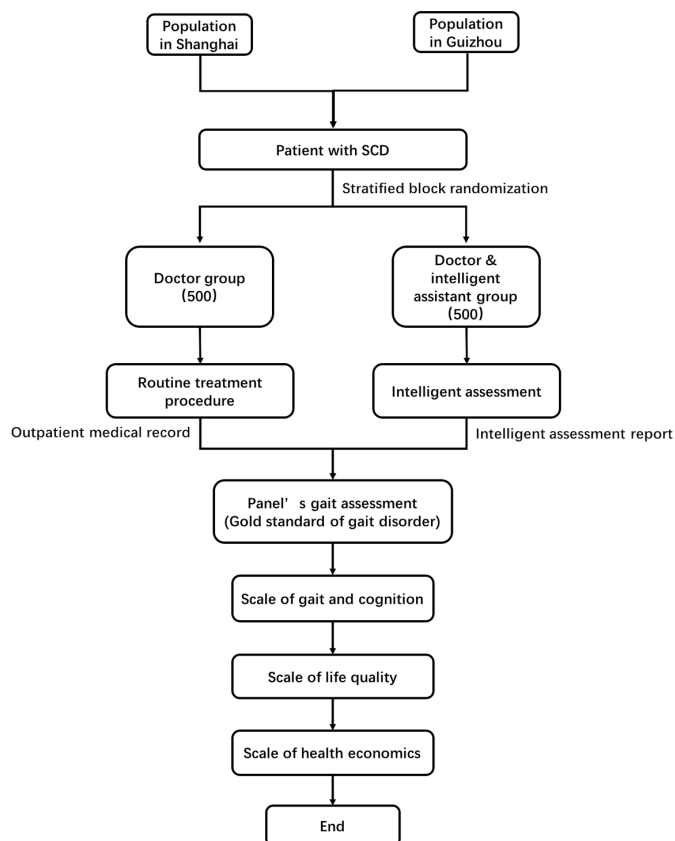 Population
in Shanghai
Population
in Guizhou
Patient with SCD
Stratified block randomization
Doctor group
(500)
Doctor &
intelligent
assistant group
(500)
Routine treatment
procedure
Intelligent assessment
Outpatient medical record
Intelligent assessment report
Panel's gait assessment
(Gold standard of gait disorder)
Scale of gait and cognition
Scale of life quality
Scale of health economics
End